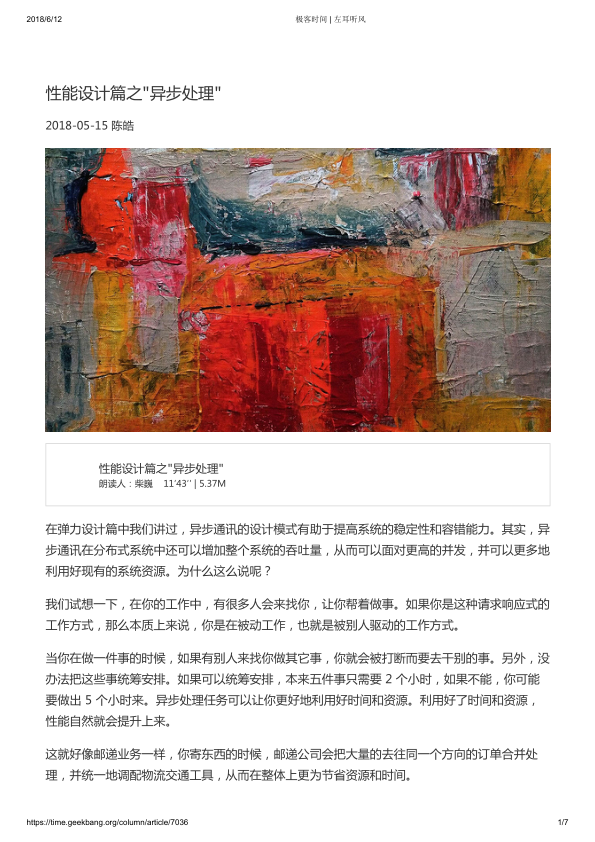 2018/6/12
极客时间 | 左耳听风
性能设计篇之"异步处理"
2018-05-15 陈皓
性能设计篇之"异步处理"
朗读人：柴巍 11′43′′ | 5.37M
在弹力设计篇中我们讲过，异步通讯的设计模式有助于提高系统的稳定性和容错能力。其实，异
步通讯在分布式系统中还可以增加整个系统的吞吐量，从而可以面对更高的并发，并可以更多地
利用好现有的系统资源。为什么这么说呢？
我们试想一下，在你的工作中，有很多人会来找你，让你帮着做事。如果你是这种请求响应式的
工作方式，那么本质上来说，你是在被动工作，也就是被别人驱动的工作方式。
当你在做一件事的时候，如果有别人来找你做其它事，你就会被打断而要去干别的事。另外，没
办法把这些事统筹安排。如果可以统筹安排，本来五件事只需要 2 个小时，如果不能，你可能
要做出 5 个小时来。异步处理任务可以让你更好地利用好时间和资源。利用好了时间和资源，
性能自然就会提升上来。
这就好像邮递业务一样，你寄东西的时候，邮递公司会把大量的去往同一个方向的订单合并处
理，并统一地调配物流交通工具，从而在整体上更为节省资源和时间。
https://time.geekbang.org/column/article/7036
1/7